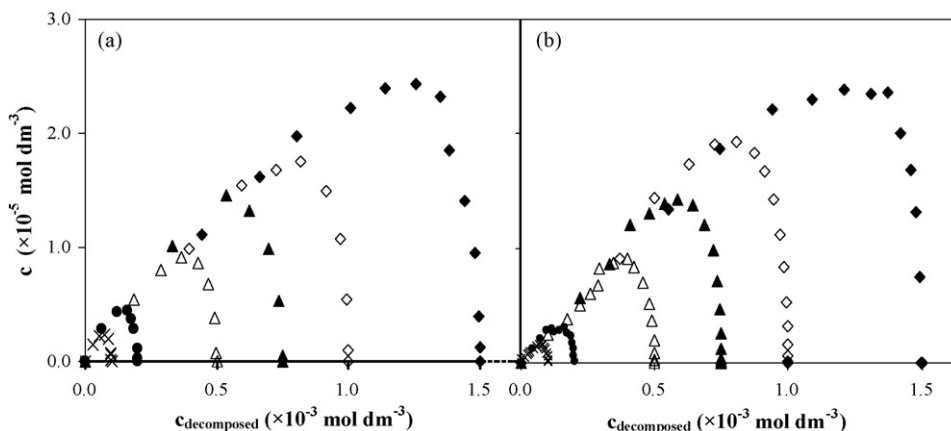 3.0
(a)
(b)
2.0
1.0
0.0
c (×10⁻⁵ mol dm⁻³)
0.0 0.5 1.0 1.5 0.0 0.5 1.0 1.5
c_decomposed (×10⁻³ mol dm⁻³) c_decomposed (×10⁻³ mol dm⁻³)